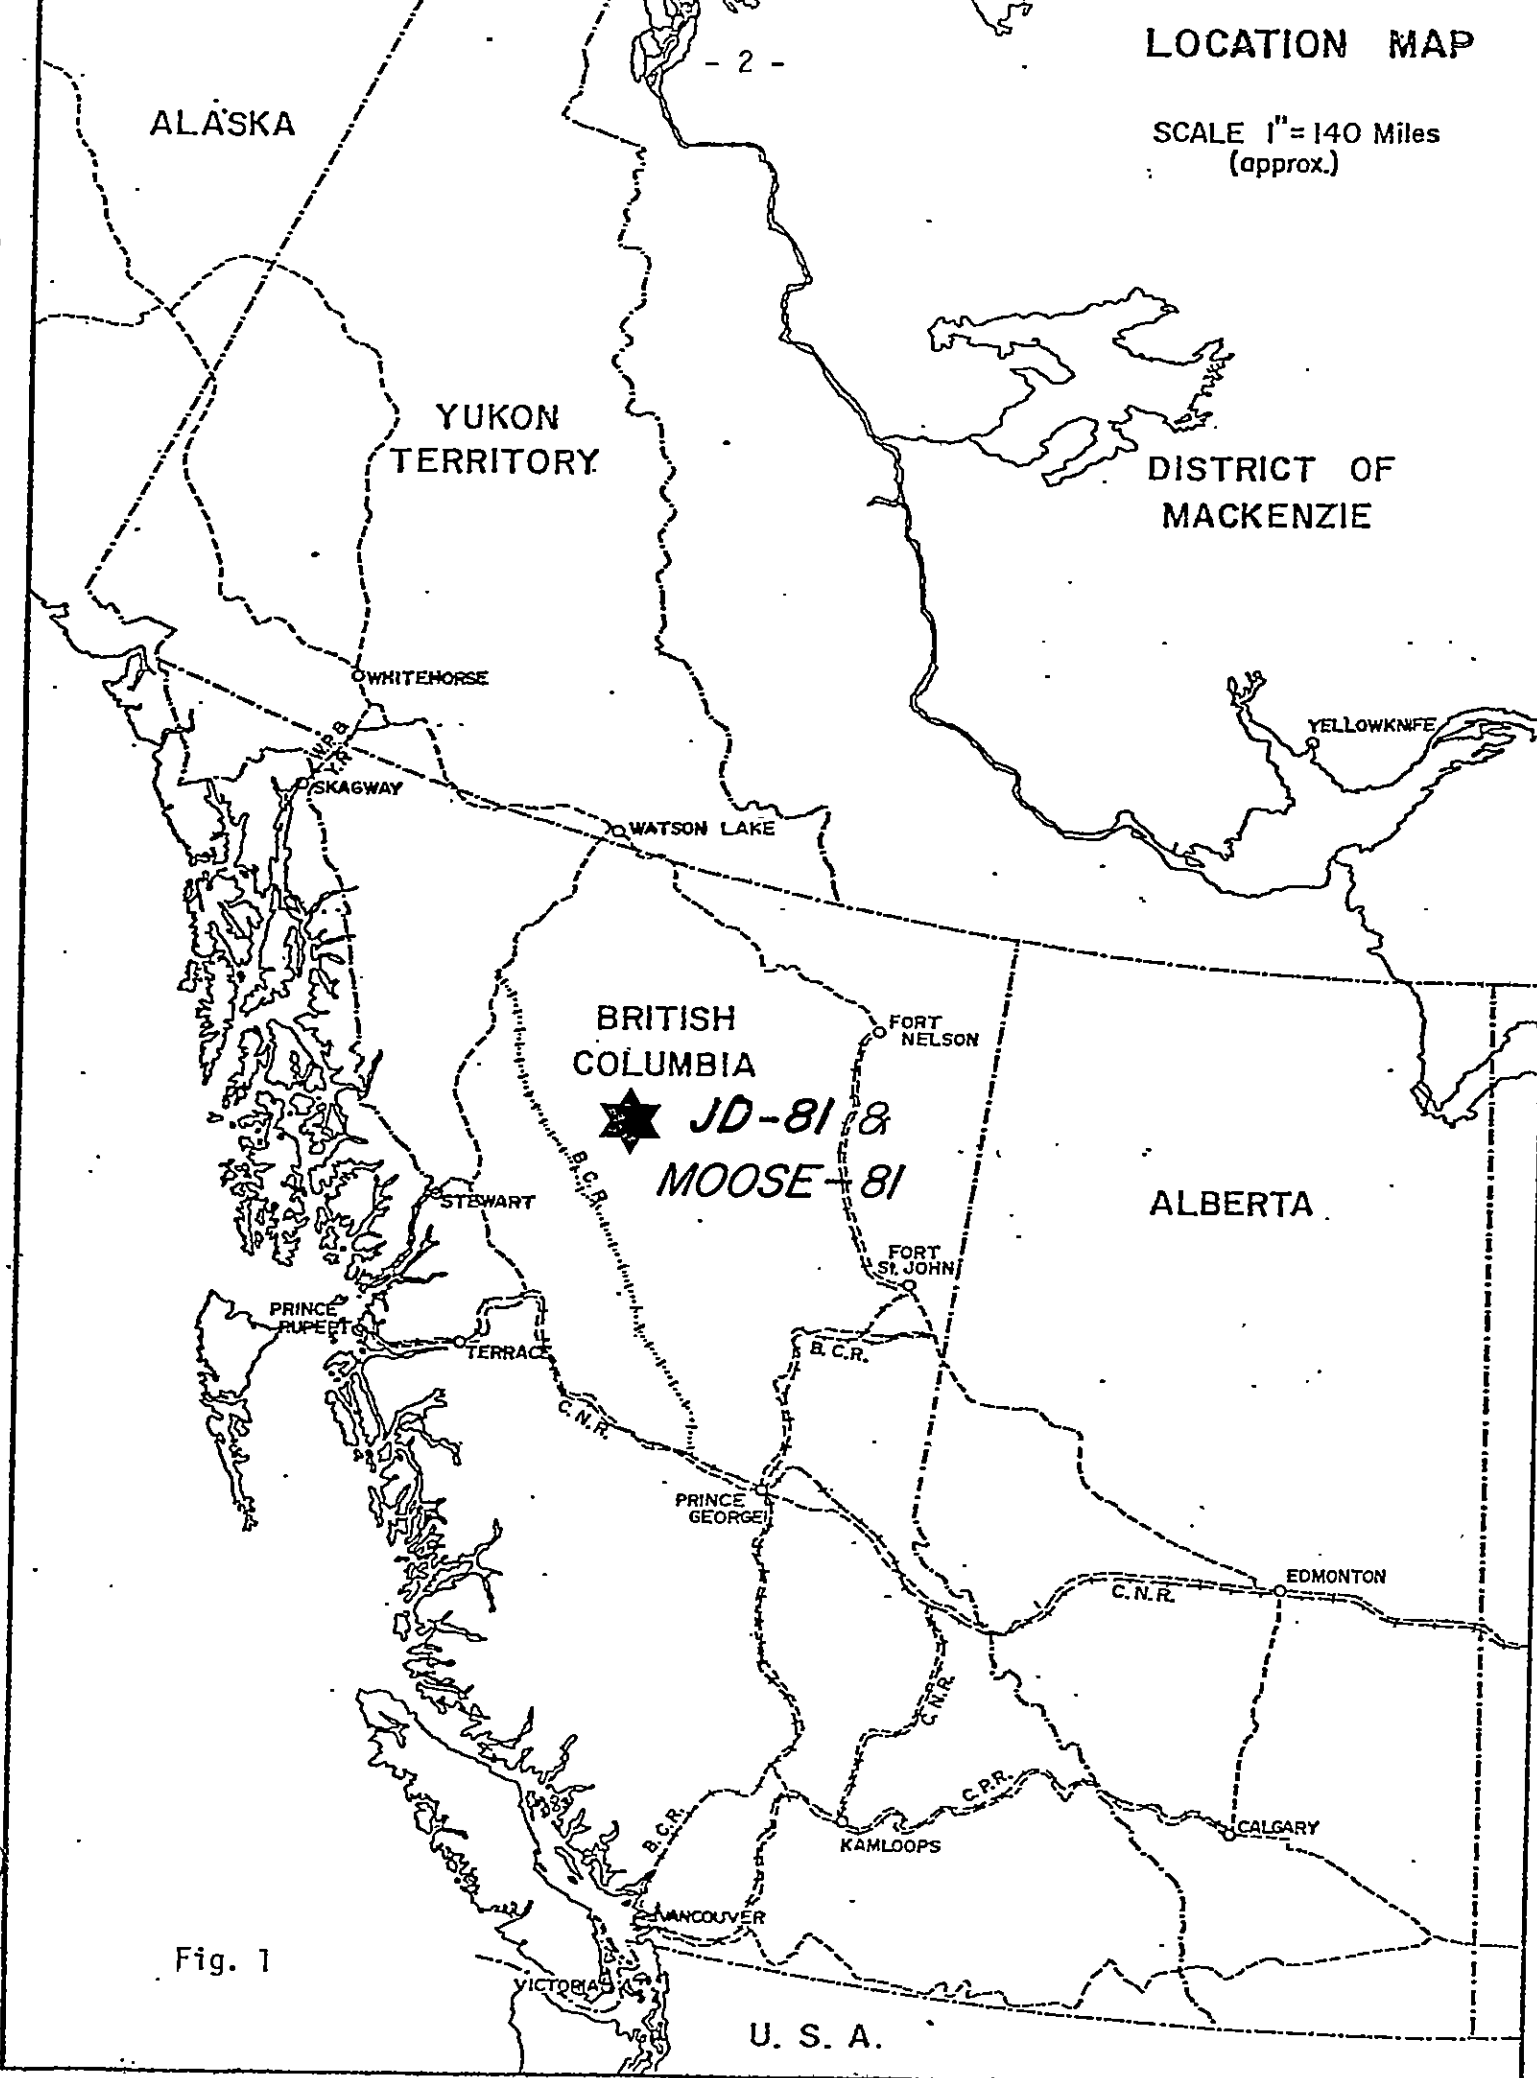 - 2 -
LOCATION MAP
SCALE 1"=140 Miles
(approx.)
ALASKA
YUKON
TERRITORY
DISTRICT OF
MACKENZIE
WHITEHORSE
YELLOWKNIFE
W.P. &
Y.R.
SKAGWAY
WATSON LAKE
BRITISH
COLUMBIA
FORT
NELSON
JD-81 &
MOOSE-81
B.C.R.
STEWART
ALBERTA
FORT
St. JOHN
PRINCE
RUPERT
TERRACE
B.C.R.
C.N.R.
PRINCE
GEORGE
EDMONTON
C.N.R.
C.N.R.
C.P.R.
B.C.R.
KAMLOOPS
CALGARY
VANCOUVER
Fig. 1
VICTORIA
U. S. A.